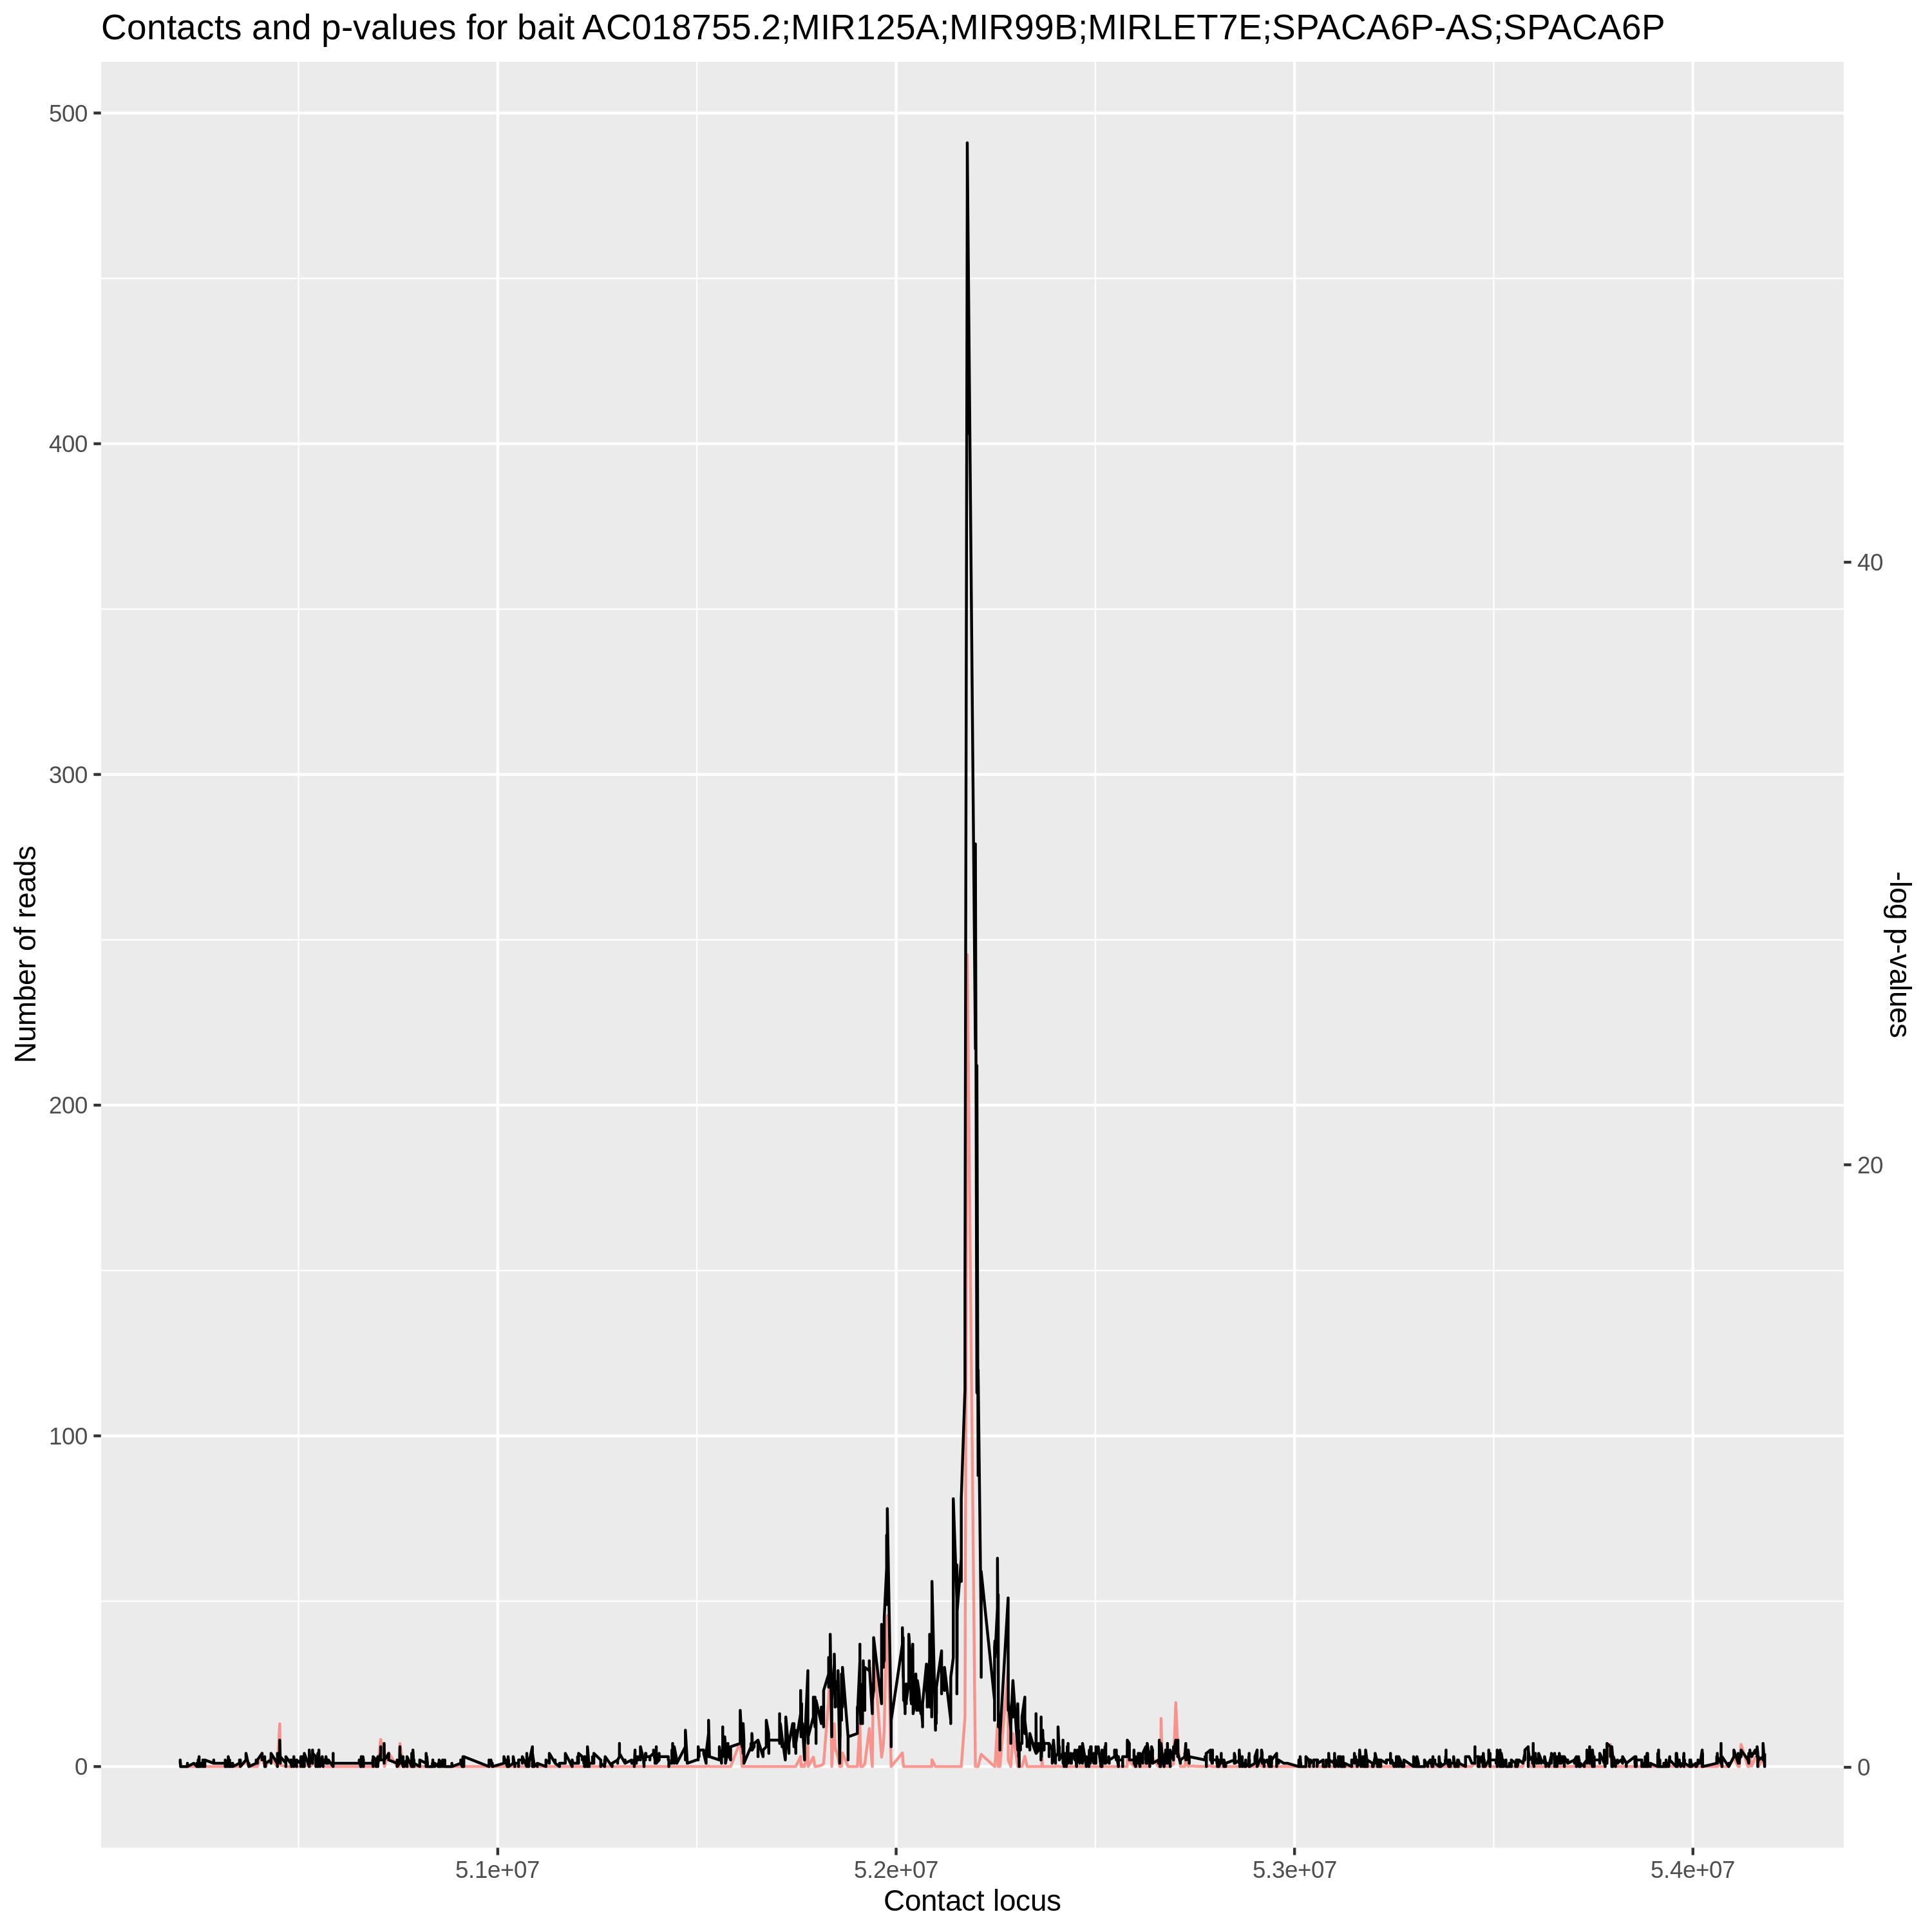 Contacts and p-values for bait AC018755.2;MIR125A;MIR99B;MIRLET7E;SPACA6P-AS;SPACA6P
500
400
300
200
100
0
Number of reads
40
20
0
-log p-values
5.1e+07
5.2e+07
5.3e+07
5.4e+07
Contact locus